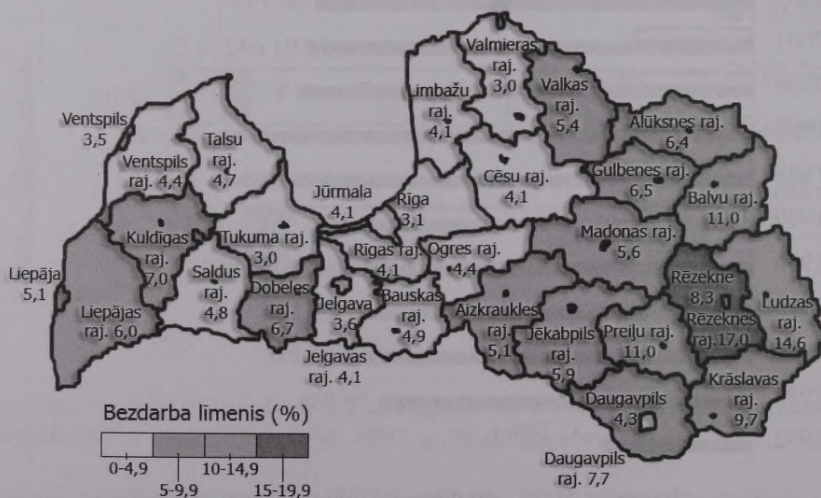 Ventspils
3,5
Ventspils
raj. 4,4
Talsu
raj.
4,7
Kuldīgas
raj.
7,0
Liepāja
5,1
Liepājas
raj. 6,0
Saldus
raj.
4,8
Tukuma raj.
3,0
Jūrmala
4,1
Dobeles
raj.
6,7
Jelgava
3,6
Jelgavas
raj. 4,1
Rīga
3,1
Rīgas raj.
4,1
Bauskas
raj.
4,9
Ogres raj.
4,4
Limbažu
raj.
4,1
Valmieras
raj.
3,0
Valkas
raj.
5,4
Cēsu raj.
4,1
Alūksnes raj.
6,4
Gulbenes raj.
6,5
Balvu raj.
11,0
Madonas raj.
5,6
Aizkraukles
raj.
5,1
Jēkabpils
raj.
5,9
Preiļu raj.
11,0
Rēzekne
8,3
Rēzeknes
raj. 17,0
Ludzas
raj.
14,6
Daugavpils
4,3
Krāslavas
raj.
9,7
Daugavpils
raj. 7,7
Bezdarba līmenis (%)
0-4,9 10-14,9
5-9,9 15-19,9